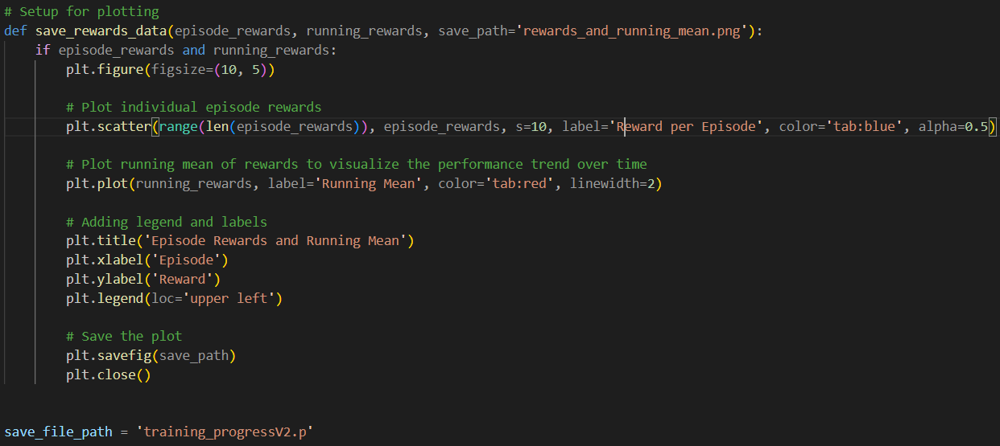 # Setup for plotting
def save_rewards_data(episode_rewards, running_rewards, save_path='rewards_and_running_mean.png'):
if episode_rewards and running_rewards:
plt.figure(figsize=(10, 5))
# Plot individual episode rewards
plt.scatter(range(len(episode_rewards)), episode_rewards, s=10, label='Reward per Episode', color='tab:blue', alpha=0.5)
# Plot running mean of rewards to visualize the performance trend over time
plt.plot(running_rewards, label='Running Mean', color='tab:red', linewidth=2)
# Adding legend and labels
plt.title('Episode Rewards and Running Mean')
plt.xlabel('Episode')
plt.ylabel('Reward')
plt.legend(loc='upper left')
# Save the plot
plt.savefig(save_path)
plt.close()
save_file_path = 'training_progressV2.p'